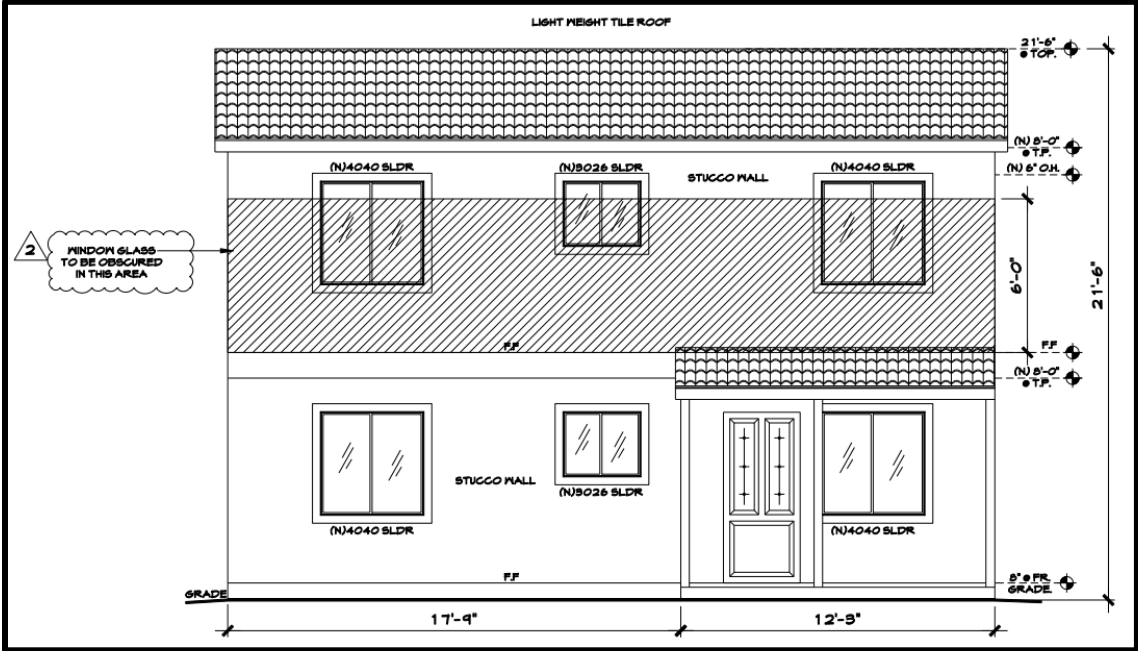 LIGHT WEIGHT TILE ROOF
21'-6"
@ TOP.
(N) 8'-0"
@ T.P.
(N)4040 SLDR
(N)3026 SLDR
(N)4040 SLDR
(N) 6" O.H.
STUCCO WALL
2
WINDOW GLASS
TO BE OBSCURED
IN THIS AREA
6'-0"
21'-6"
F.F
F.F
(N) 8'-0"
@ T.P.
STUCCO WALL
(N)3026 SLDR
(N)4040 SLDR
(N)4040 SLDR
F.F
8" @ FR.
GRADE
GRADE
17'-9"
12'-3"